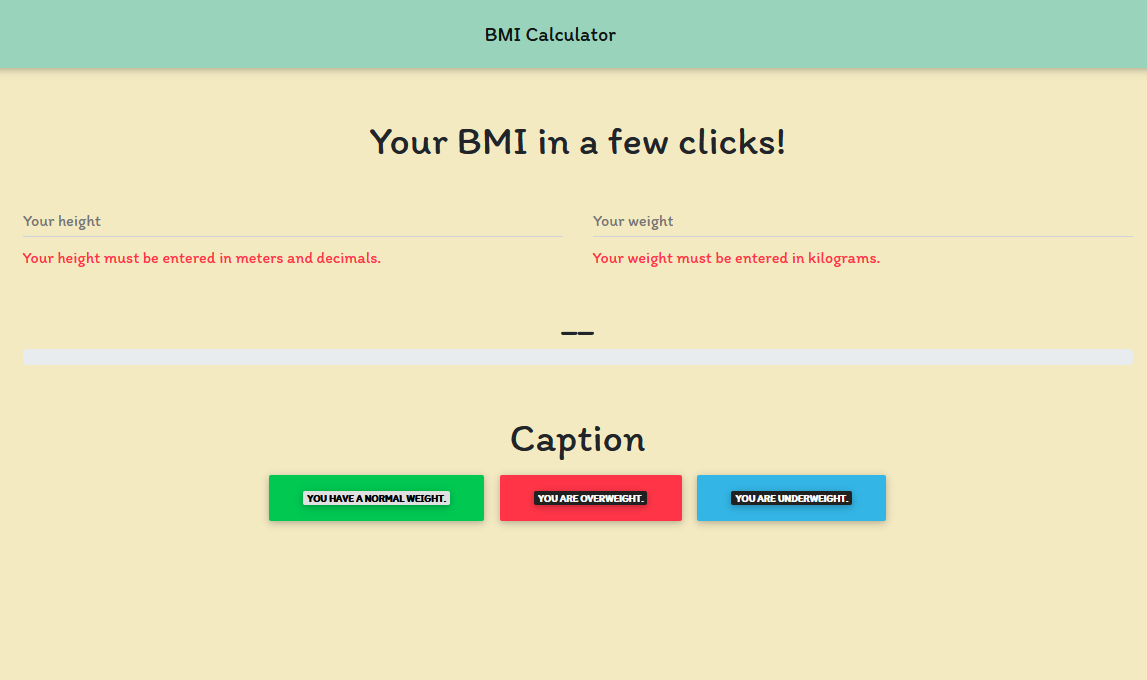 BMI Calculator
Your BMI in a few clicks!
Your height
Your weight
Your height must be entered in meters and decimals.
Your weight must be entered in kilograms.
__
Caption
YOU HAVE A NORMAL WEIGHT.
YOU ARE OVERWEIGHT.
YOU ARE UNDERWEIGHT.